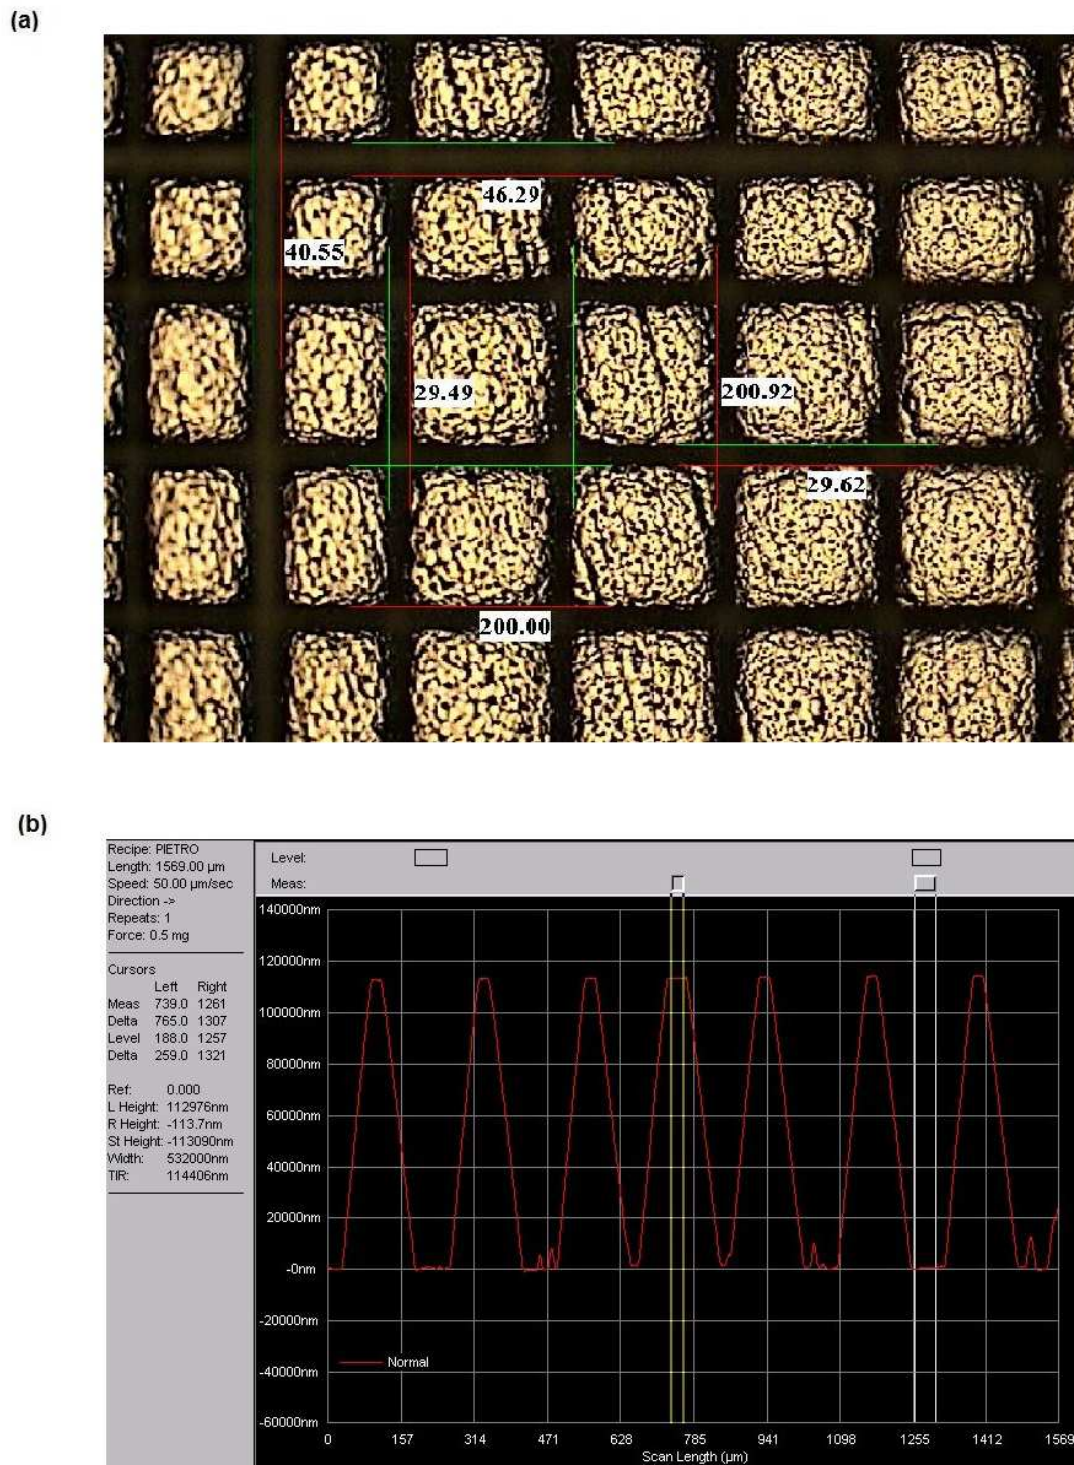 (a)
46.29
40.55
29.49
200.92
29.62
200.00
(b)
Recipe: PIETRO
Length: 1569.00 µm
Speed: 50.00 µm/sec
Direction ->
Repeats: 1
Force: 0.5 mg
Cursors
Left Right
Meas 739.0 1261
Delta 765.0 1307
Level 188.0 1257
Delta 259.0 1321
Ref: 0.000
L Height: 112976nm
R Height: -113.7nm
St Height: -113090nm
Width: 532000nm
TIR: 114406nm
Level:
Meas:
140000nm
120000nm
100000nm
80000nm
60000nm
40000nm
20000nm
-0nm
-20000nm
-40000nm
-60000nm
Normal
0 157 314 471 628 785 941 1098 1255 1412 1569
Scan Length (µm)